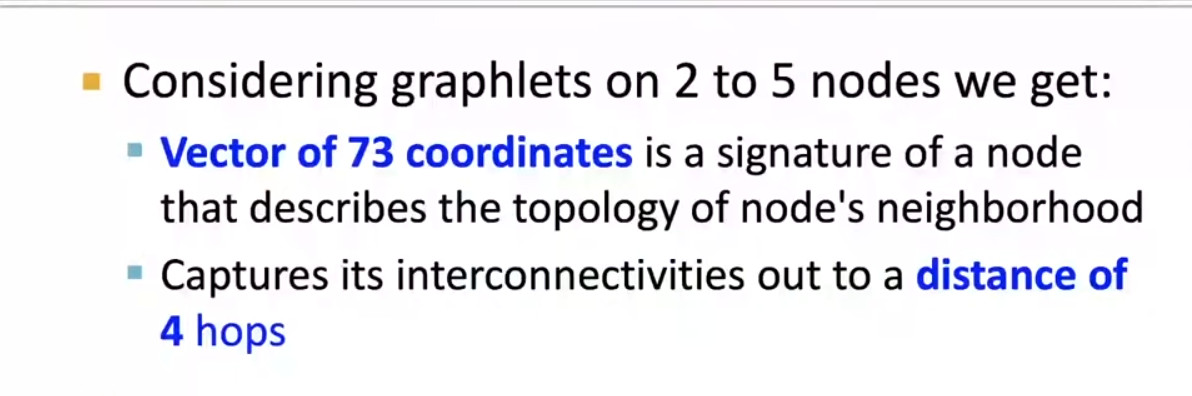 Considering graphlets on 2 to 5 nodes we get:
Vector of 73 coordinates is a signature of a node
that describes the topology of node's neighborhood
Captures its interconnectivities out to a distance of
4 hops